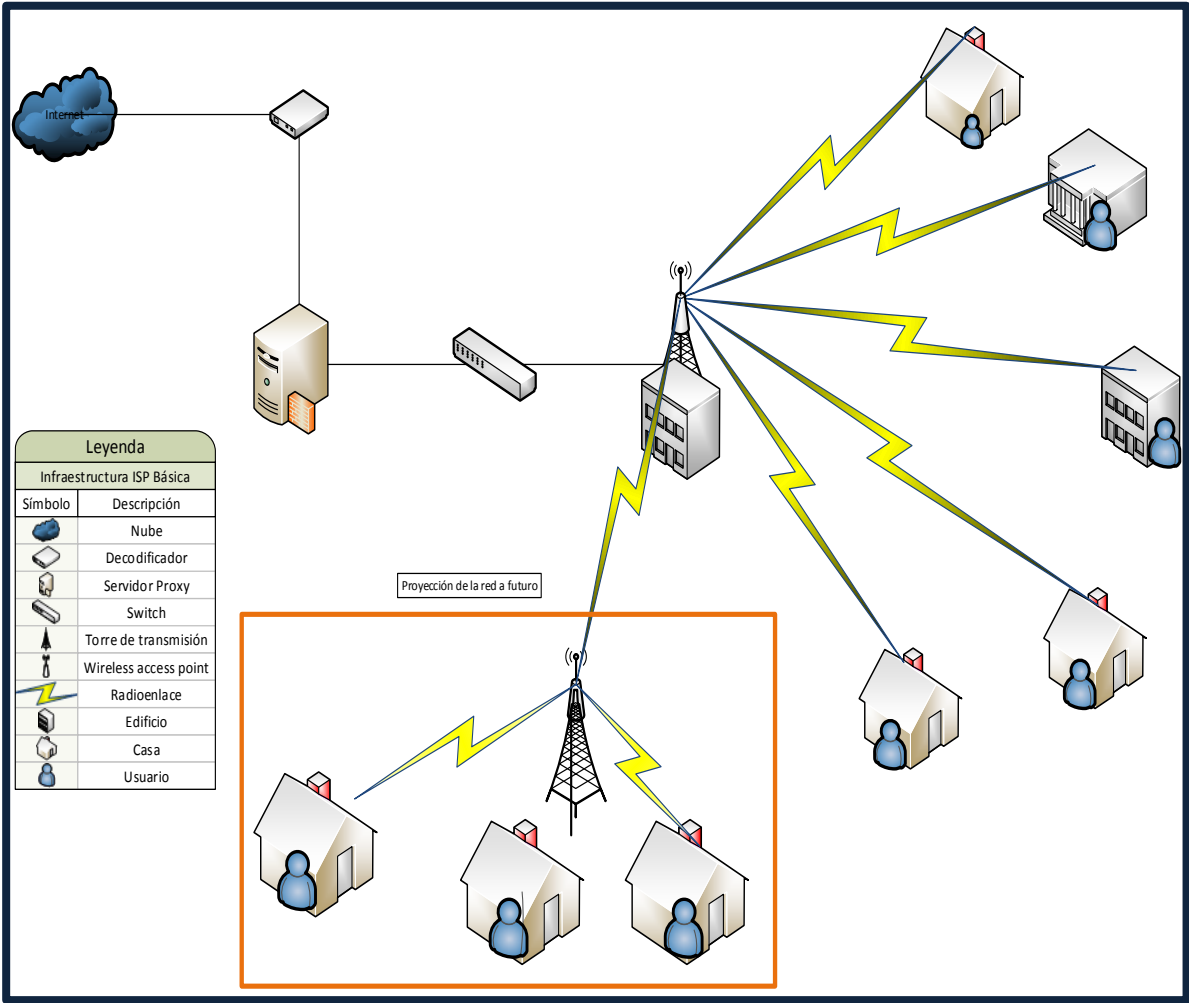 Internet
Leyenda
Infraestructura ISP Básica
Símbolo Descripción
Nube
Decodificador
Servidor Proxy
Switch
Torre de transmisión
Wireless access point
Radioenlace
Edificio
Casa
Usuario
Proyección de la red a futuro